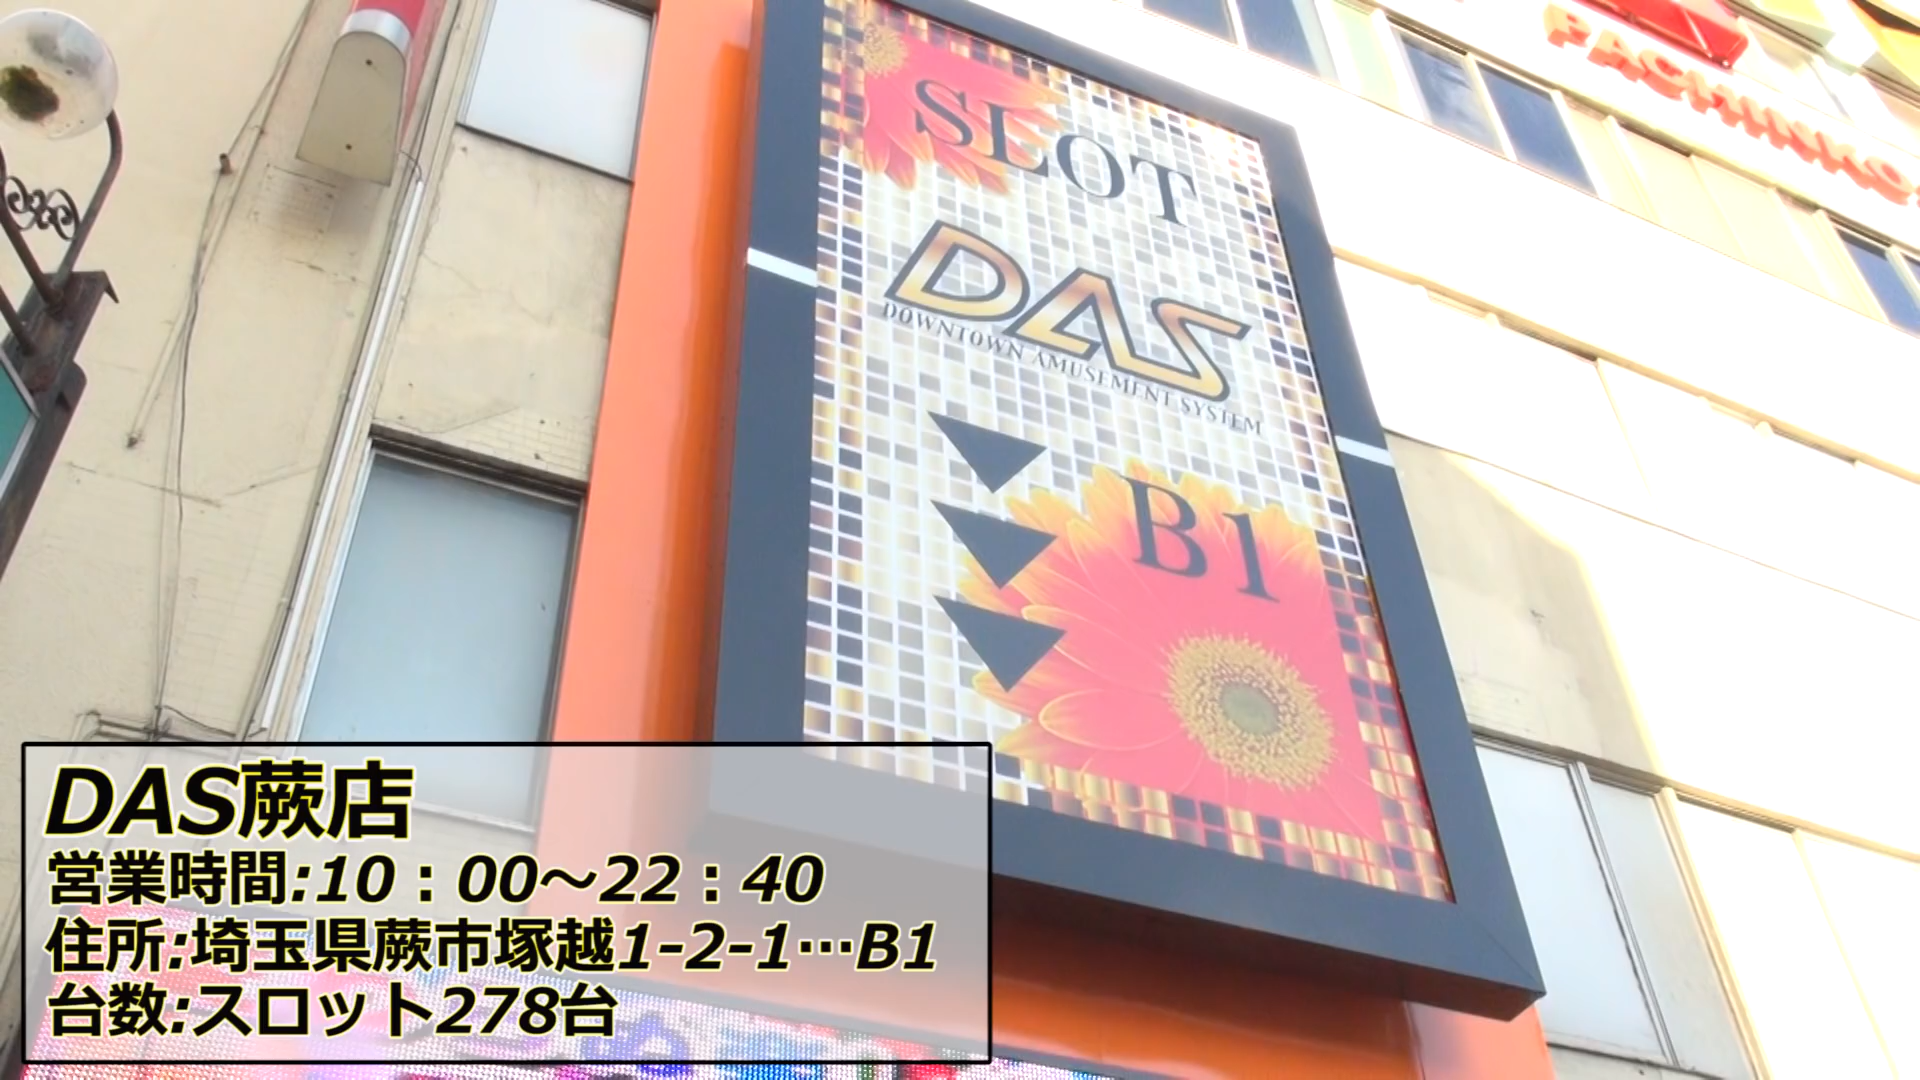 PACHINKO
SLOT
DAS
DOWNTOWN AMUSEMENT SYSTEM
B1
DAS蕨店
営業時間:10：00～22：40
住所:埼玉県蕨市塚越1-2-1…B1
台数:スロット278台